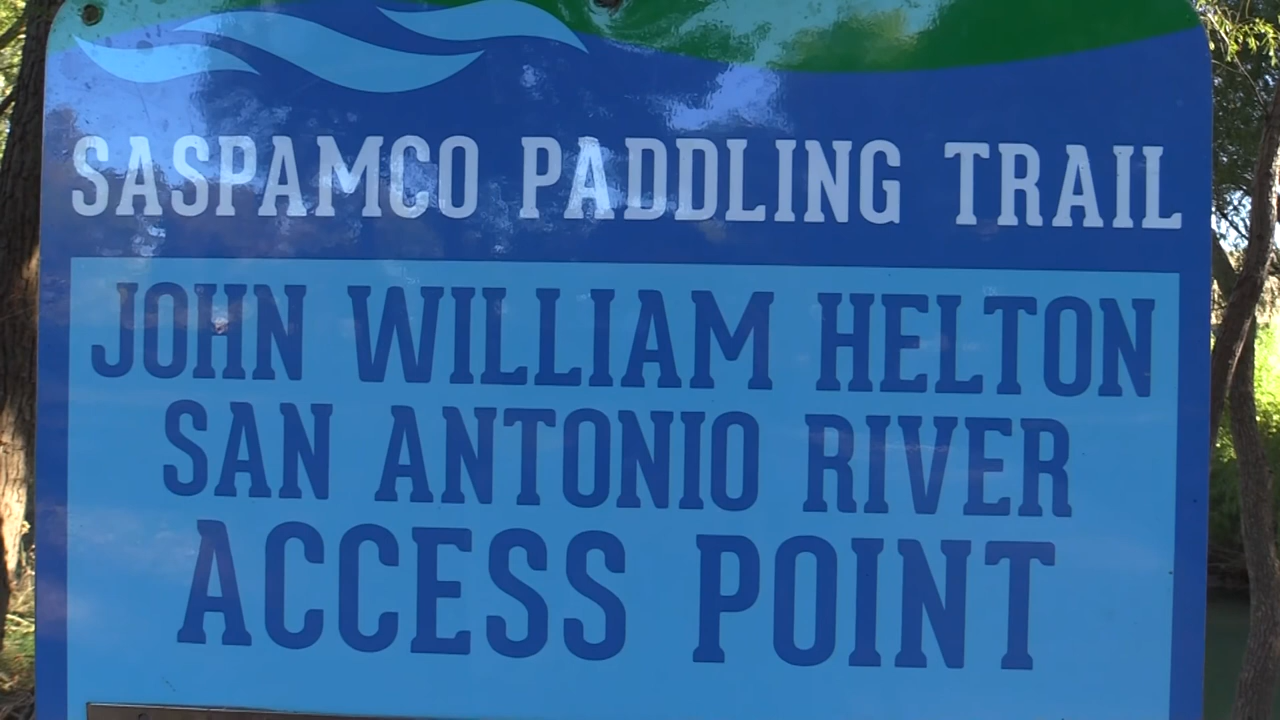 SASPAMCO PADDLING TRAIL
JOHN WILLIAM HELTON
SAN ANTONIO RIVER
ACCESS POINT